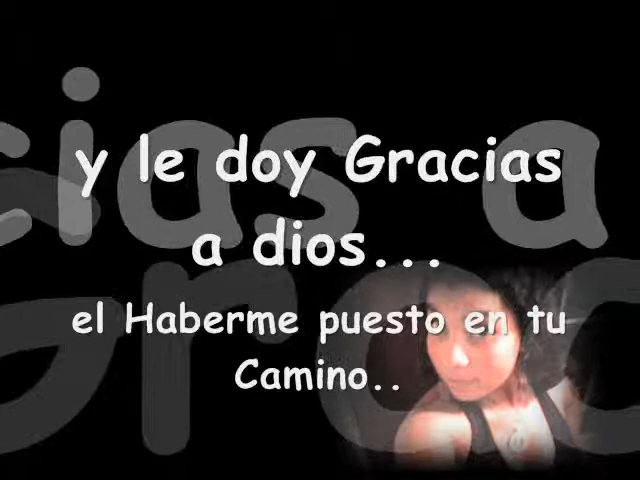 y le doy Gracias
a dios...
el Haberme puesto en tu
Camino..